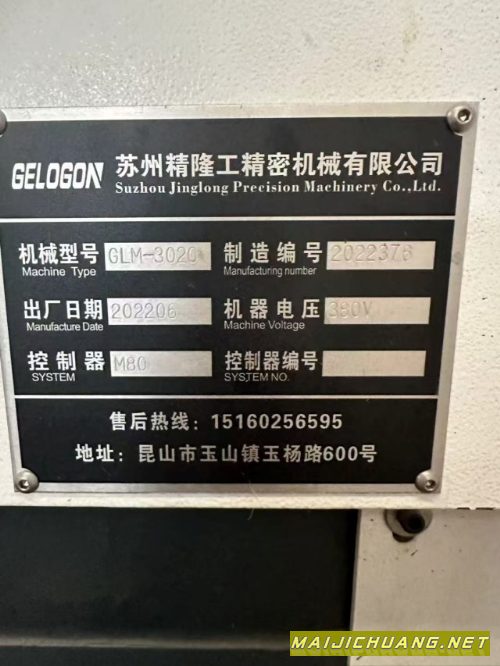 GELOGON 苏州精隆工精密机械有限公司
Suzhou Jinglong Precision Machinery Co.,Ltd.
机械型号 GLM-3020 制造编号 2022376
Machine Type Manufacturing number
出厂日期 202206 机器电压 380V
Manufacture Date Machine Voltage
控制器 M80 控制器编号
SYSTEM SYSTEM NO.
售后热线：15160256595
地址：昆山市玉山镇玉杨路600号
MAIJICHUANG.NET